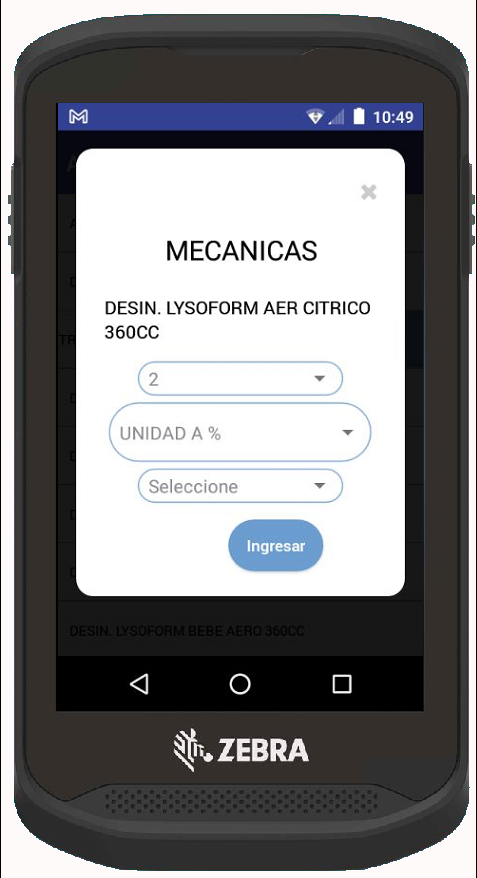 10:49
MECANICAS
DESIN. LYSOFORM AER CITRICO
360CC
2
UNIDAD A %
Seleccione
Ingresar
DESIN. LYSOFORM BEBE AERO 360CC
ZEBRA